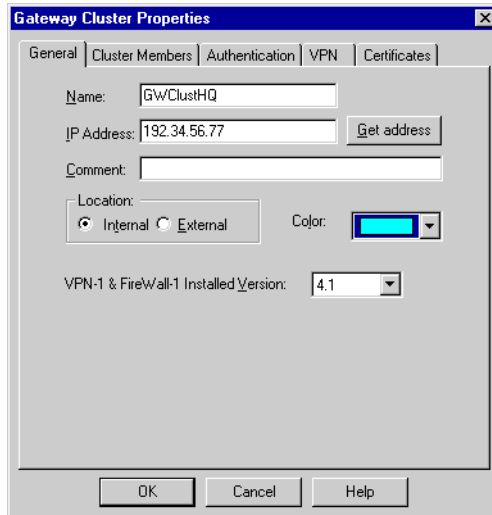 Gateway Cluster Properties
General Cluster Members Authentication VPN Certificates
Name: GWClustHQ
IP Address: 192.34.56.77 Get address
Comment:
Location:
Internal External Color:
VPN-1 & FireWall-1 Installed Version: 4.1
OK Cancel Help